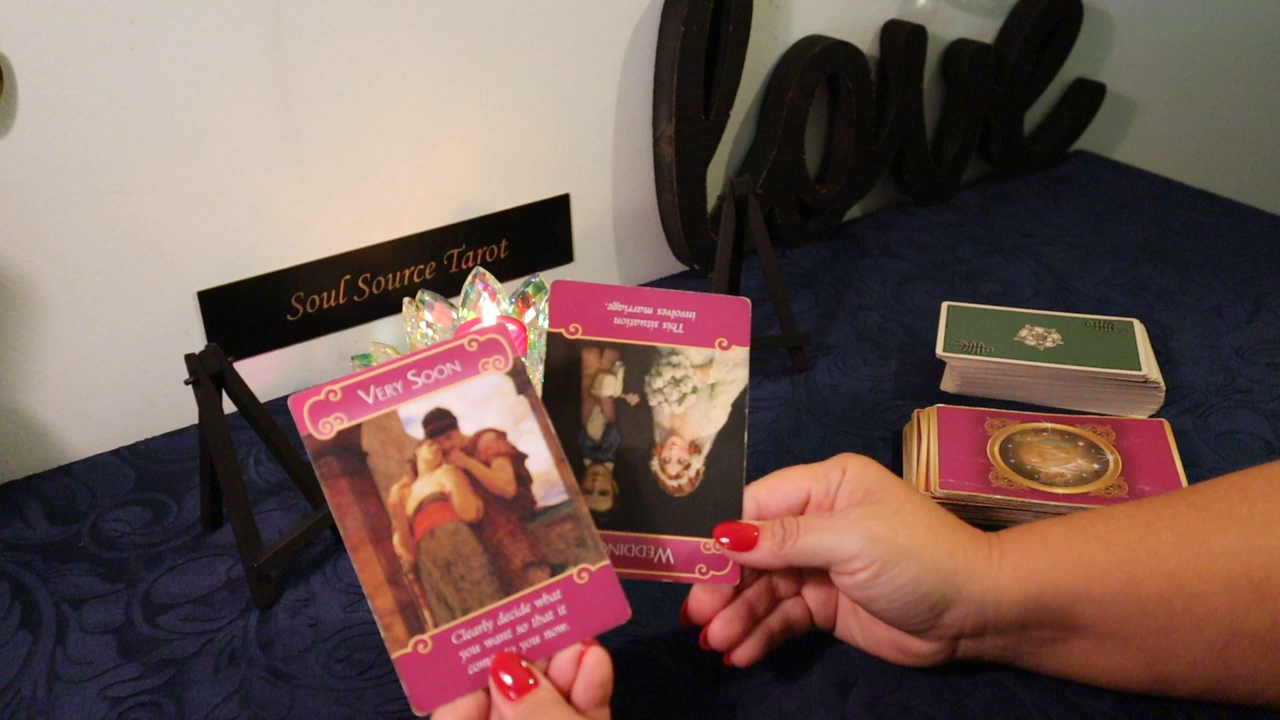 love
Soul Source Tarot
VERY SOON
Clearly decide what
you want so that it
to you now.
This situation
involves marriage.
WEDDING